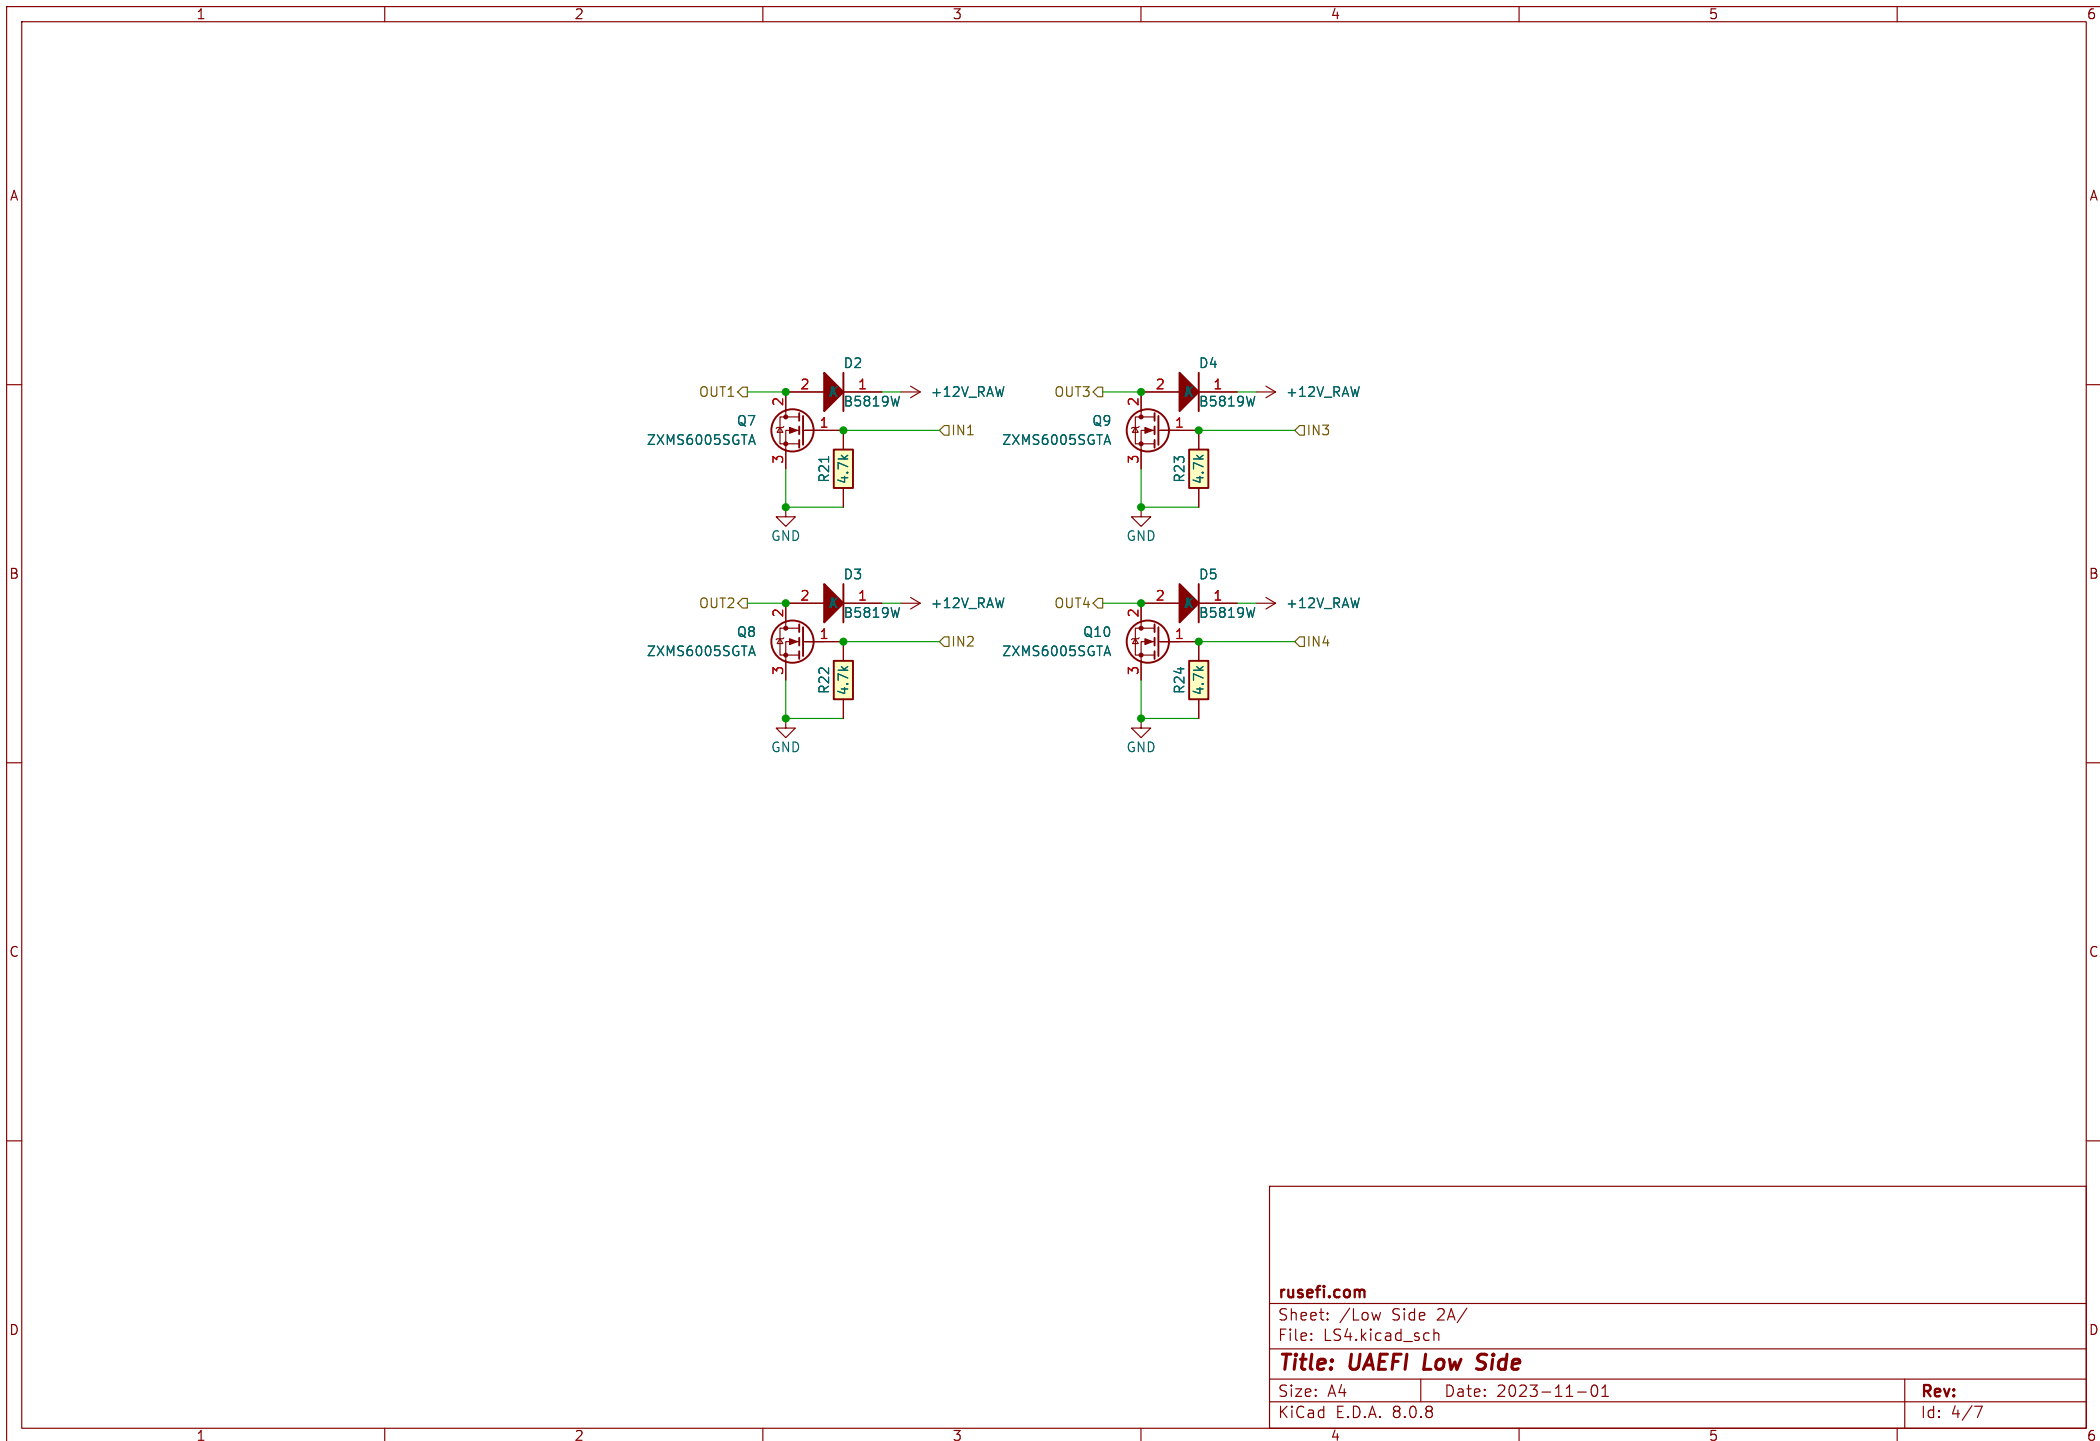 1 2 3 4 5 6
A A
D2 D4
OUT1 2 1 +12V_RAW OUT3 2 1 +12V_RAW
B5819W B5819W
Q7 2 1 IN1 Q9 2 1 IN3
ZXMS6005SGTA ZXMS6005SGTA
3 R21 4.7k 3 R23 4.7k
GND GND
B B
D3 D5
OUT2 2 1 +12V_RAW OUT4 2 1 +12V_RAW
B5819W B5819W
Q8 2 1 IN2 Q10 2 1 IN4
ZXMS6005SGTA ZXMS6005SGTA
3 R22 4.7k 3 R24 4.7k
GND GND
C C
rusefi.com
Sheet: /Low Side 2A/
File: LS4.kicad_sch
D D
Title: UAEFI Low Side
Size: A4 Date: 2023-11-01 Rev:
KiCad E.D.A. 8.0.8 Id: 4/7
1 2 3 4 5 6